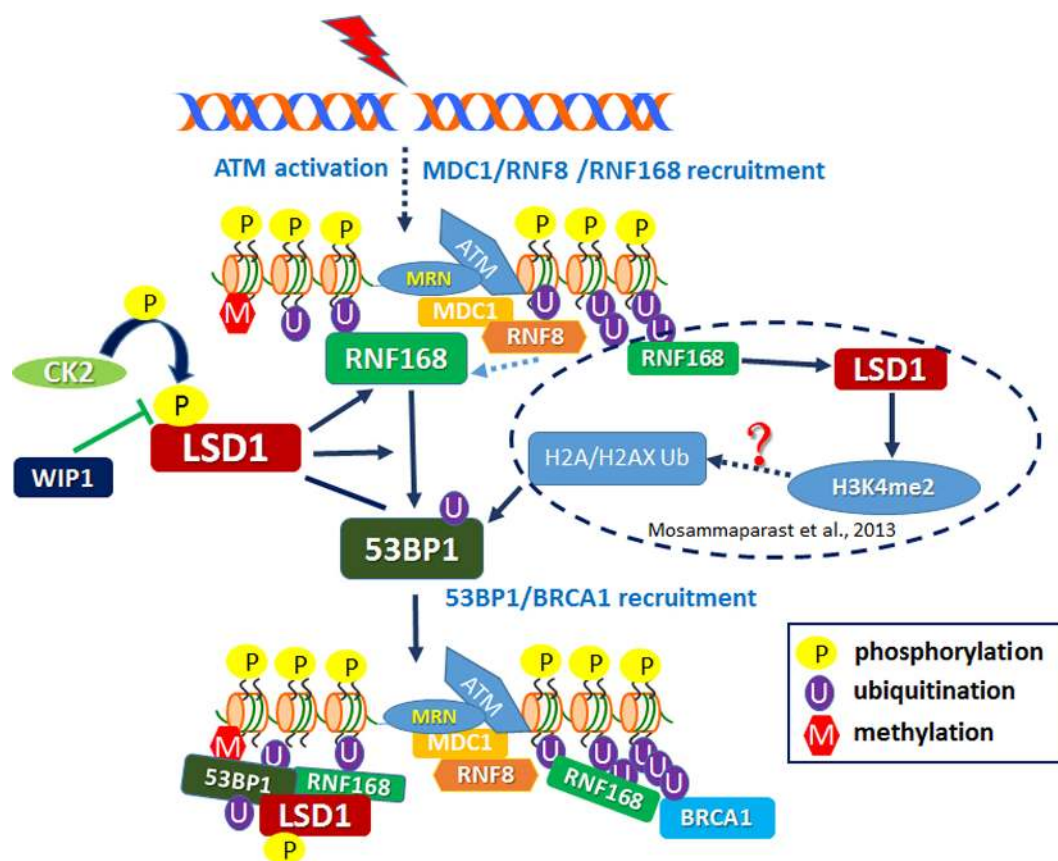 ATM activation
MDC1/RNF8 /RNF168 recruitment
P
P
P
P
P
P
ATM
MRN
M
U
U
MDC1
U
U
U
U
U
RNF8
P
RNF168
RNF168
LSD1
CK2
P
LSD1
?
WIP1
H2A/H2AX Ub
H3K4me2
U
Mosammaparast et al., 2013
53BP1
53BP1/BRCA1 recruitment
P
P
P
P
P
P
ATM
MRN
M
U
U
MDC1
U
U
U
U
U
U
53BP1
RNF168
RNF8
RNF168
U
LSD1
BRCA1
P
P phosphorylation
U ubiquitination
M methylation